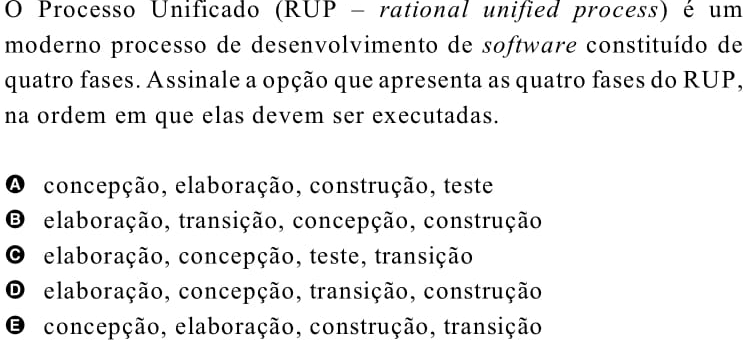 O Processo Unificado (RUP – rational unified process) é um
moderno processo de desenvolvimento de software constituído de
quatro fases. Assinale a opção que apresenta as quatro fases do RUP,
na ordem em que elas devem ser executadas.
A concepção, elaboração, construção, teste
B elaboração, transição, concepção, construção
C elaboração, concepção, teste, transição
D elaboração, concepção, transição, construção
E concepção, elaboração, construção, transição